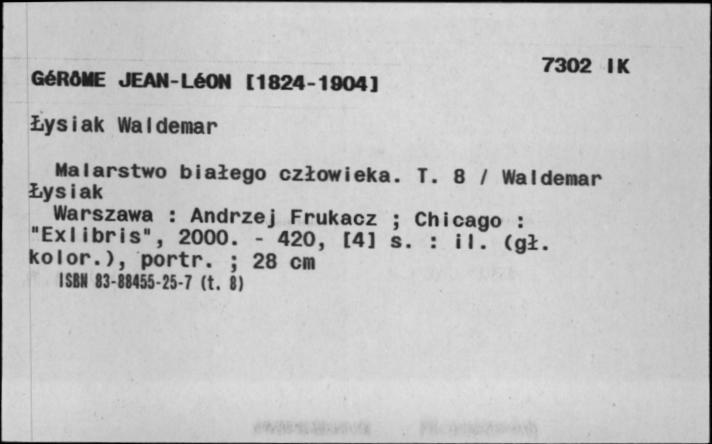 7302 IK
GéRôME JEAN-LéON [1824-1904]
Łysiak Waldemar
Malarstwo białego człowieka. T. 8 / Waldemar
Łysiak
Warszawa : Andrzej Frukacz ; Chicago :
"Exlibris", 2000. - 420, [4] s. : il. (gł.
kolor.), portr. ; 28 cm
ISBN 83-88455-25-7 (t. 8)